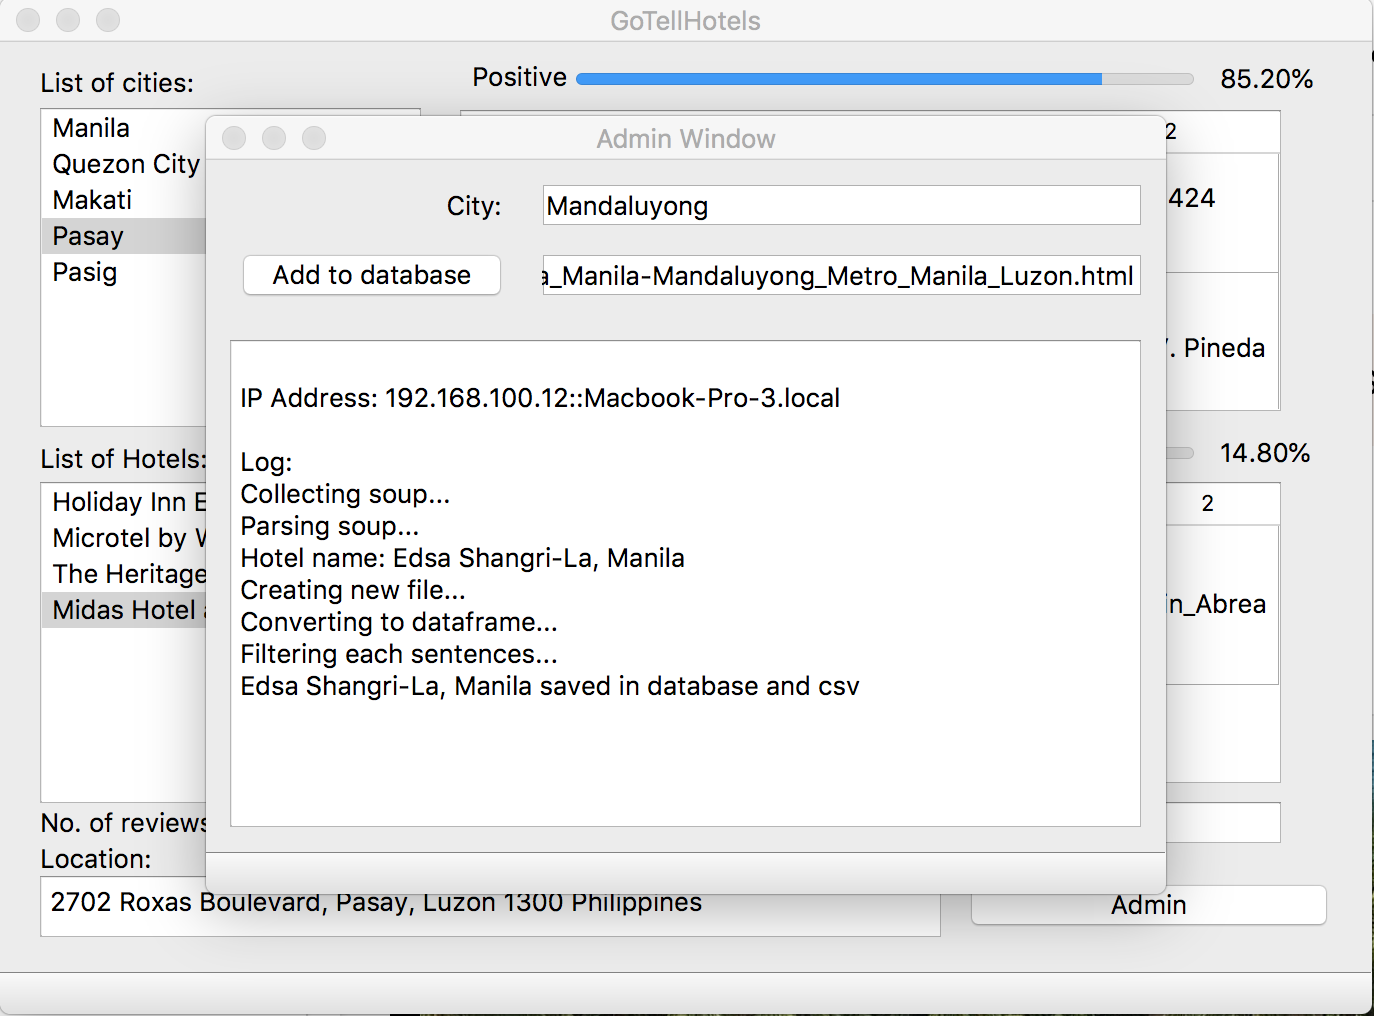 GoTellHotels
List of cities:
Positive
85.20%
Manila
Quezon City
Makati
Pasay
Pasig
2
424
Pineda
Admin Window
City:
Mandaluyong
Add to database
a_Manila-Mandaluyong_Metro_Manila_Luzon.html
IP Address: 192.168.100.12::Macbook-Pro-3.local
Log:
Collecting soup...
Parsing soup...
Hotel name: Edsa Shangri-La, Manila
Creating new file...
Converting to dataframe...
Filtering each sentences...
Edsa Shangri-La, Manila saved in database and csv
List of Hotels:
14.80%
Holiday Inn E
Microtel by W
The Heritage
Midas Hotel
2
in_Abrea
No. of reviews
Location:
2702 Roxas Boulevard, Pasay, Luzon 1300 Philippines
Admin